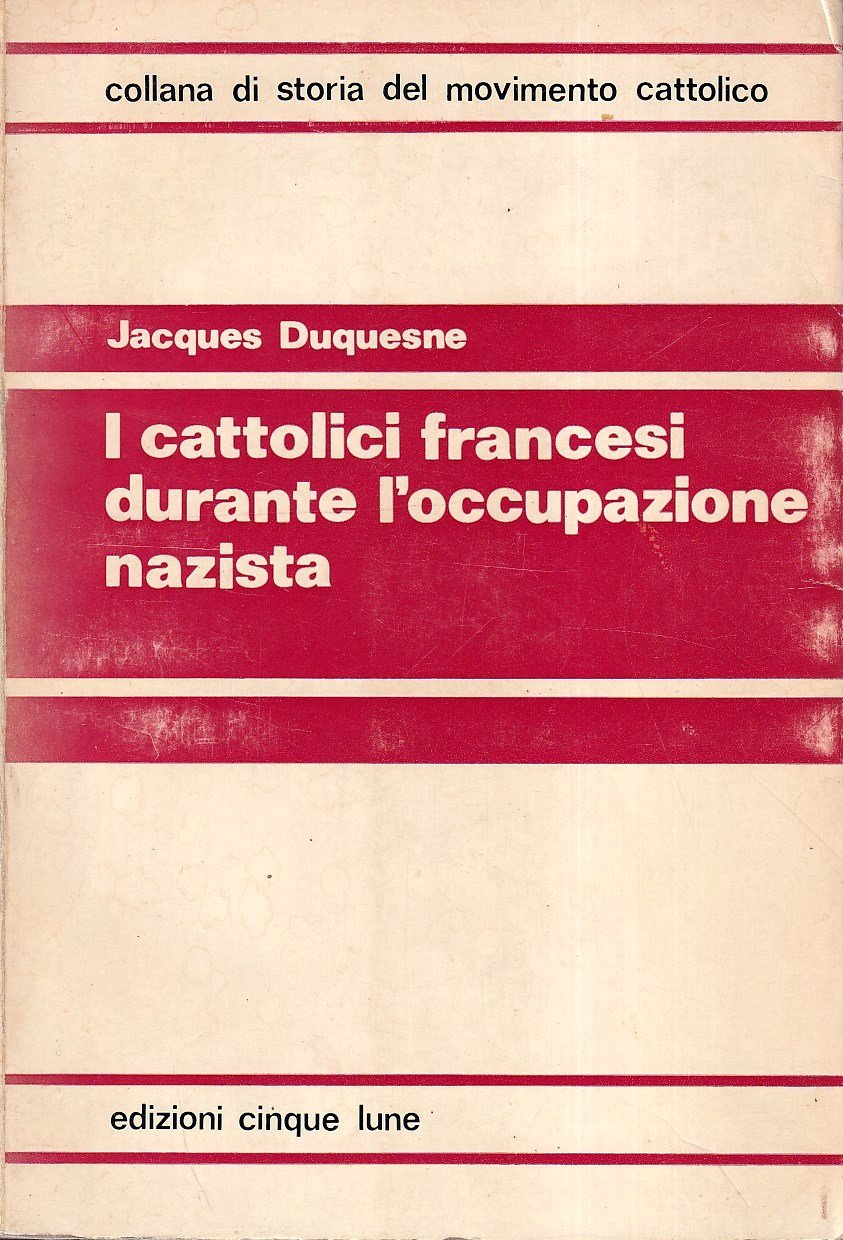 collana di storia del movimento cattolico
Jacques Duquesne
I cattolici francesi
durante l'occupazione
nazista
edizioni cinque lune